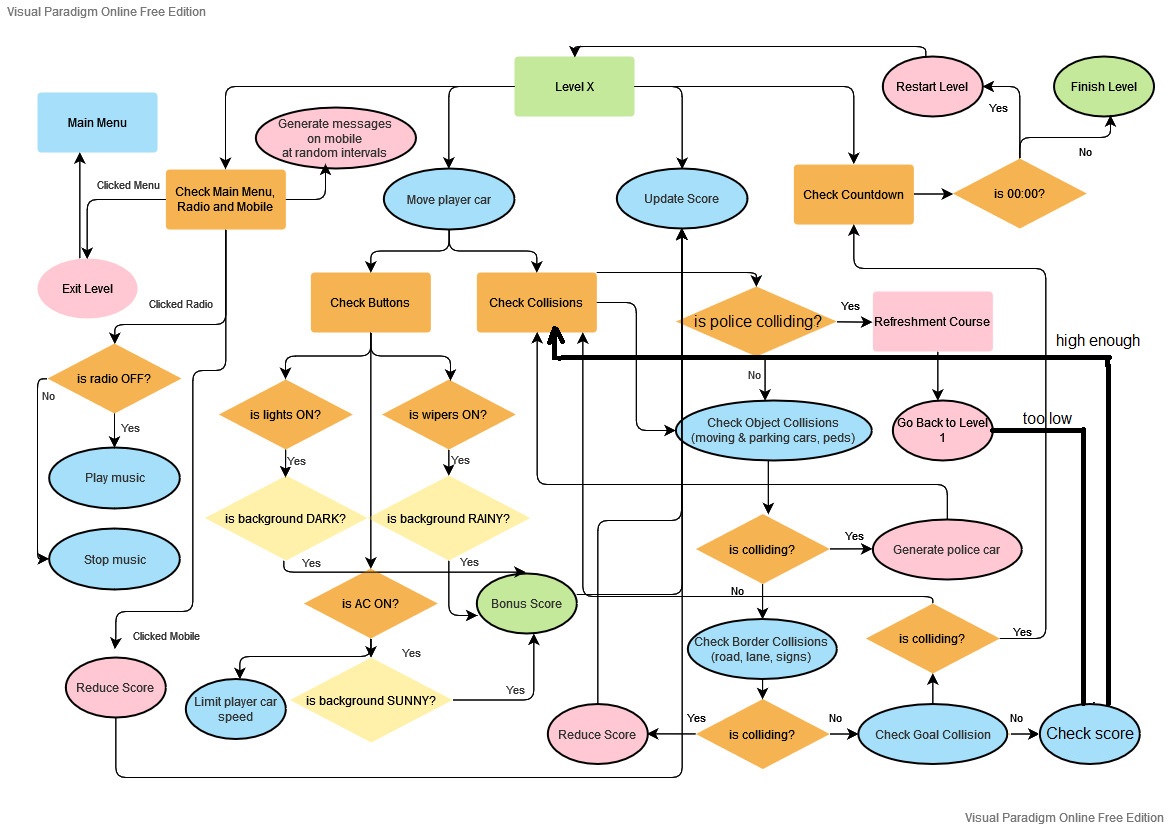 Visual Paradigm Online Free Edition
Level X
Restart Level
Finish Level
Main Menu
Generate messages
on mobile
at random intervals
Yes
No
Clicked Menu
Check Main Menu,
Radio and Mobile
Move player car
Update Score
Check Countdown
is 00:00?
Exit Level
Clicked Radio
Check Buttons
Check Collisions
is police colliding?
Yes
Refreshment Course
high enough
is radio OFF?
No
Yes
is lights ON?
is wipers ON?
No
Check Object Collisions
(moving & parking cars, peds)
Go Back to Level
1
too low
Play music
Yes
Yes
is background DARK?
is background RAINY?
Stop music
is colliding?
Yes
Generate police car
Yes
Yes
No
is AC ON?
Bonus Score
Clicked Mobile
Yes
Check Border Collisions
(road, lane, signs)
is colliding?
Yes
Reduce Score
Limit player car
speed
is background SUNNY?
Yes
Reduce Score
Yes
is colliding?
No
Check Goal Collision
No
Check score
Visual Paradigm Online Free Edition